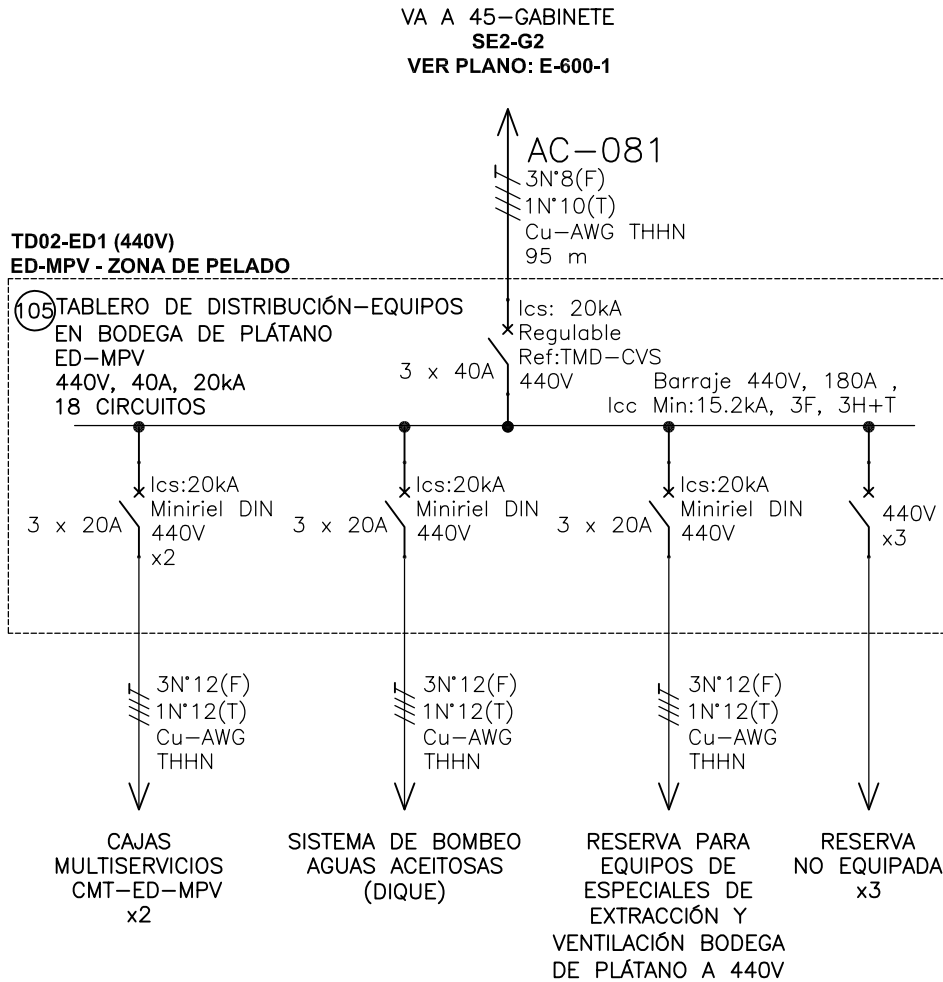 VA A 45-GABINETE
SE2-G2
VER PLANO: E-600-1
AC-081
3N°8(F)
1N°10(T)
Cu-AWG THHN
95 m
TD02-ED1 (440V)
ED-MPV - ZONA DE PELADO
105 TABLERO DE DISTRIBUCIÓN-EQUIPOS
EN BODEGA DE PLÁTANO
ED-MPV
440V, 40A, 20kA
18 CIRCUITOS
3 x 40A
Ics: 20kA
Regulable
Ref:TMD-CVS
440V
Barraje 440V, 180A ,
Icc Min:15.2kA, 3F, 3H+T
3 x 20A
Ics:20kA
Miniriel DIN
440V
x2
3 x 20A
Ics:20kA
Miniriel DIN
440V
3 x 20A
Ics:20kA
Miniriel DIN
440V
440V
x3
3N°12(F)
1N°12(T)
Cu-AWG
THHN
3N°12(F)
1N°12(T)
Cu-AWG
THHN
3N°12(F)
1N°12(T)
Cu-AWG
THHN
CAJAS
MULTISERVICIOS
CMT-ED-MPV
x2
SISTEMA DE BOMBEO
AGUAS ACEITOSAS
(DIQUE)
RESERVA PARA
EQUIPOS DE
ESPECIALES DE
EXTRACCIÓN Y
VENTILACIÓN BODEGA
DE PLÁTANO A 440V
RESERVA
NO EQUIPADA
x3